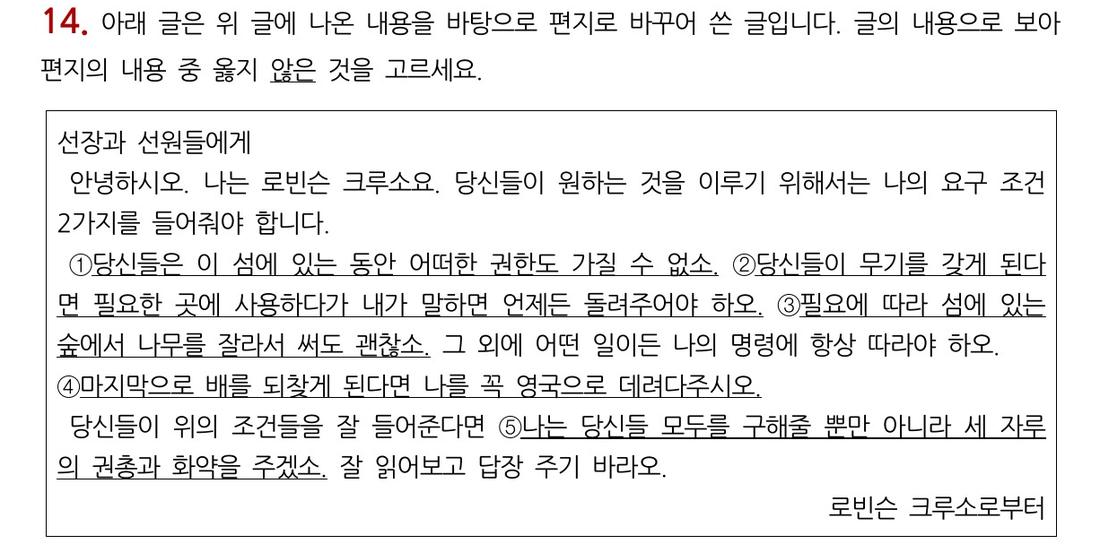 14. 아래 글은 위 글에 나온 내용을 바탕으로 편지로 바꾸어 쓴 글입니다. 글의 내용으로 보아
편지의 내용 중 옳지 않은 것을 고르세요.
선장과 선원들에게
안녕하시오. 나는 로빈슨 크루소요. 당신들이 원하는 것을 이루기 위해서는 나의 요구 조건
2가지를 들어줘야 합니다.
①당신들은 이 섬에 있는 동안 어떠한 권한도 가질 수 없소. ②당신들이 무기를 갖게 된다
면 필요한 곳에 사용하다가 내가 말하면 언제든 돌려주어야 하오. ③필요에 따라 섬에 있는
숲에서 나무를 잘라서 써도 괜찮소. 그 외에 어떤 일이든 나의 명령에 항상 따라야 하오.
④마지막으로 배를 되찾게 된다면 나를 꼭 영국으로 데려다주시오.
당신들이 위의 조건들을 잘 들어준다면 ⑤나는 당신들 모두를 구해줄 뿐만 아니라 세 자루
의 권총과 화약을 주겠소. 잘 읽어보고 답장 주기 바라오.
로빈슨 크루소로부터